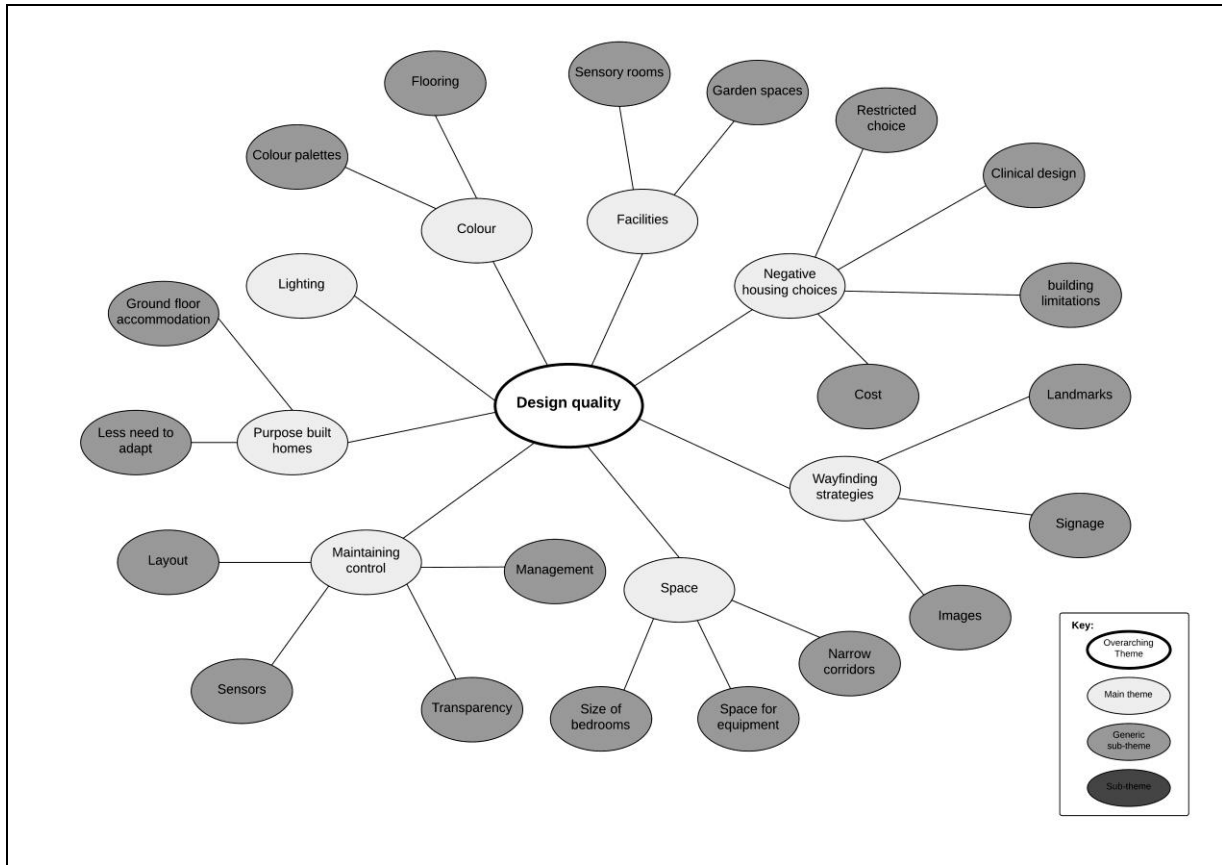 Flooring
Sensory rooms
Garden spaces
Restricted
choice
Colour palettes
Clinical design
Colour
Facilities
Lighting
Negative
housing choices
Ground floor
accommodation
building
limitations
Design quality
Cost
Landmarks
Less need to
adapt
Purpose built
homes
Wayfinding
strategies
Signage
Layout
Maintaining
control
Management
Space
Images
Narrow
corridors
Sensors
Transparency
Size of
bedrooms
Space for
equipment
Key:
Overarching
Theme
Main theme
Generic
sub-theme
Sub-theme